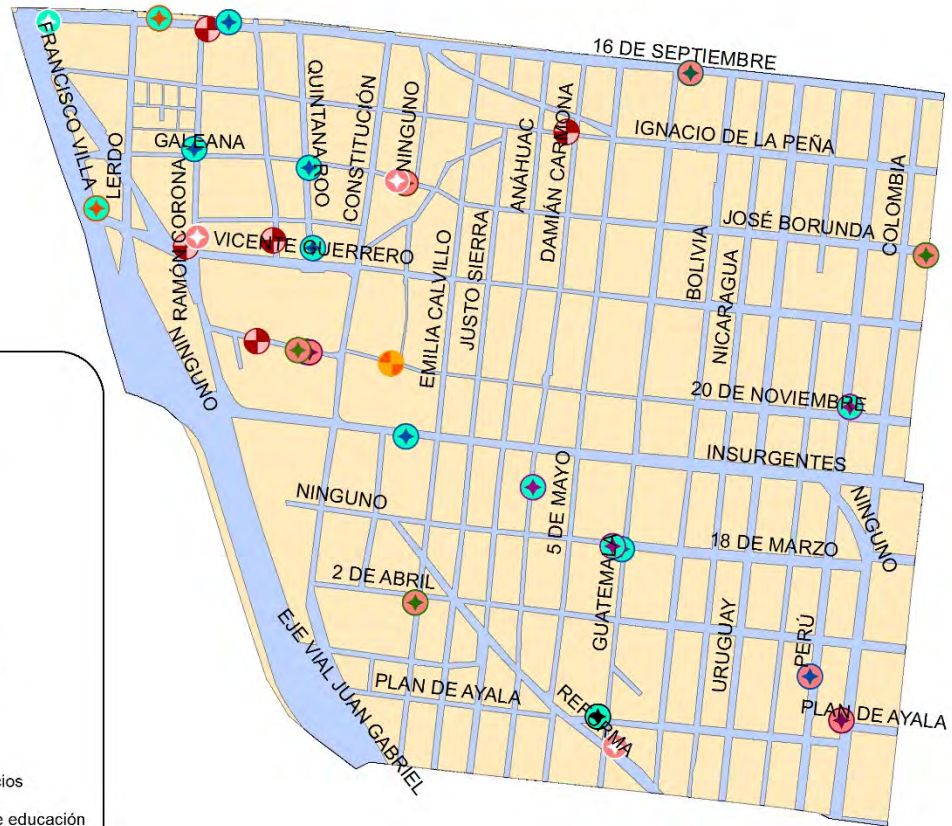 16 DE SEPTIEMBRE
FRANCISCO VILLA
LERDO
GALEANA
RAMÓN CORONA
QUINTANA ROO
CONSTITUCIÓN
NINGUNO
ANÁHUAC
DAMIÁN CARMONA
IGNACIO DE LA PEÑA
JOSÉ BORUNDA
COLOMBIA
VICENTE GUERRERO
EMILIA CALVILLO
JUSTO SIERRA
BOLIVIA
NICARAGUA
NINGUNO
20 DE NOVIEMBRE
INSURGENTES
NINGUNO
NINGUNO
5 DE MAYO
18 DE MARZO
2 DE ABRIL
GUATEMALA
URUGUAY
PERÚ
EJE VIAL JUAN GABRIEL
PLAN DE AYALA
REFORMA
PLAN DE AYALA
educación